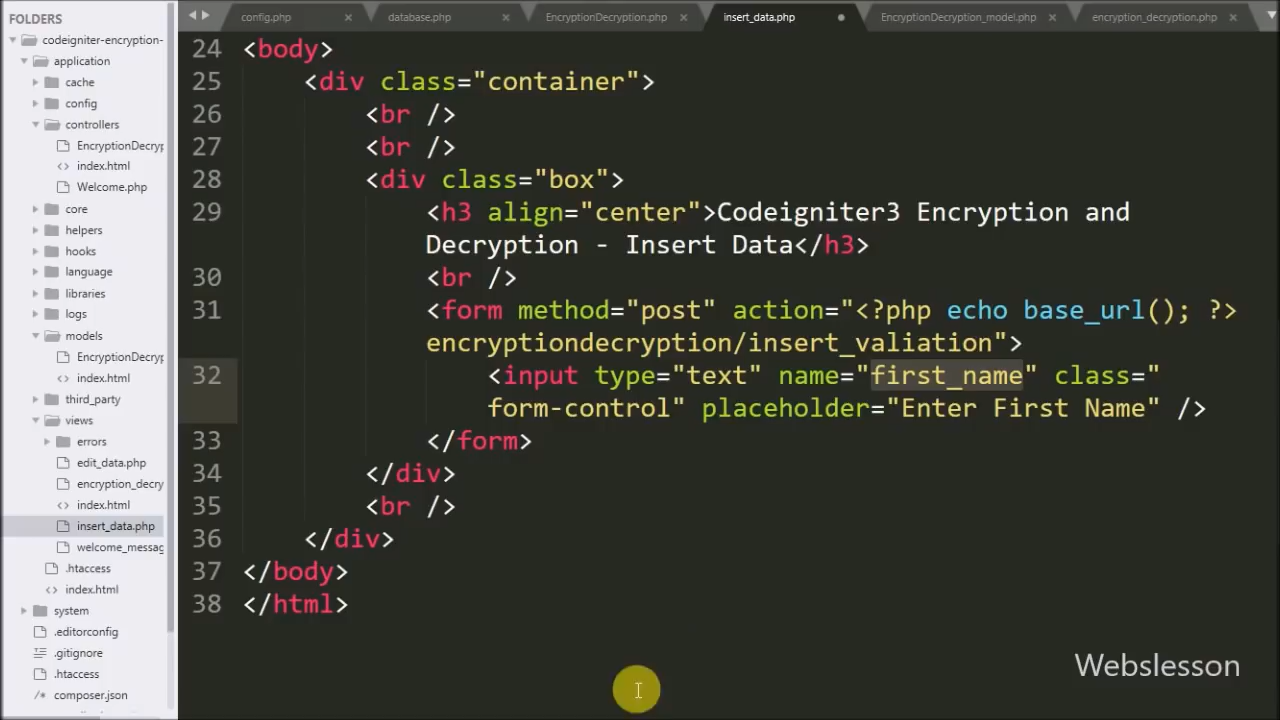 FOLDERS
codeigniter-encryption-
application
cache
config
controllers
EncryptionDecryp
index.html
Welcome.php
core
helpers
hooks
language
libraries
logs
models
EncryptionDecryp
index.html
third_party
views
errors
edit_data.php
encryption_decry
index.html
insert_data.php
welcome_messag
.htaccess
index.html
system
.editorconfig
.gitignore
.htaccess
composer.json
config.php × database.php × EncryptionDecryption.php × insert_data.php EncryptionDecryption_model.php × encryption_decryption.php ×
24 <body>
25 <div class="container">
26 <br />
27 <br />
28 <div class="box">
29 <h3 align="center">Codeigniter3 Encryption and
Decryption - Insert Data</h3>
30 <br />
31 <form method="post" action="<?php echo base_url(); ?>
encryptiondecryption/insert_valiation">
32 <input type="text" name="first_name" class="
form-control" placeholder="Enter First Name" />
33 </form>
34 </div>
35 <br />
36 </div>
37 </body>
38 </html>
Webslesson